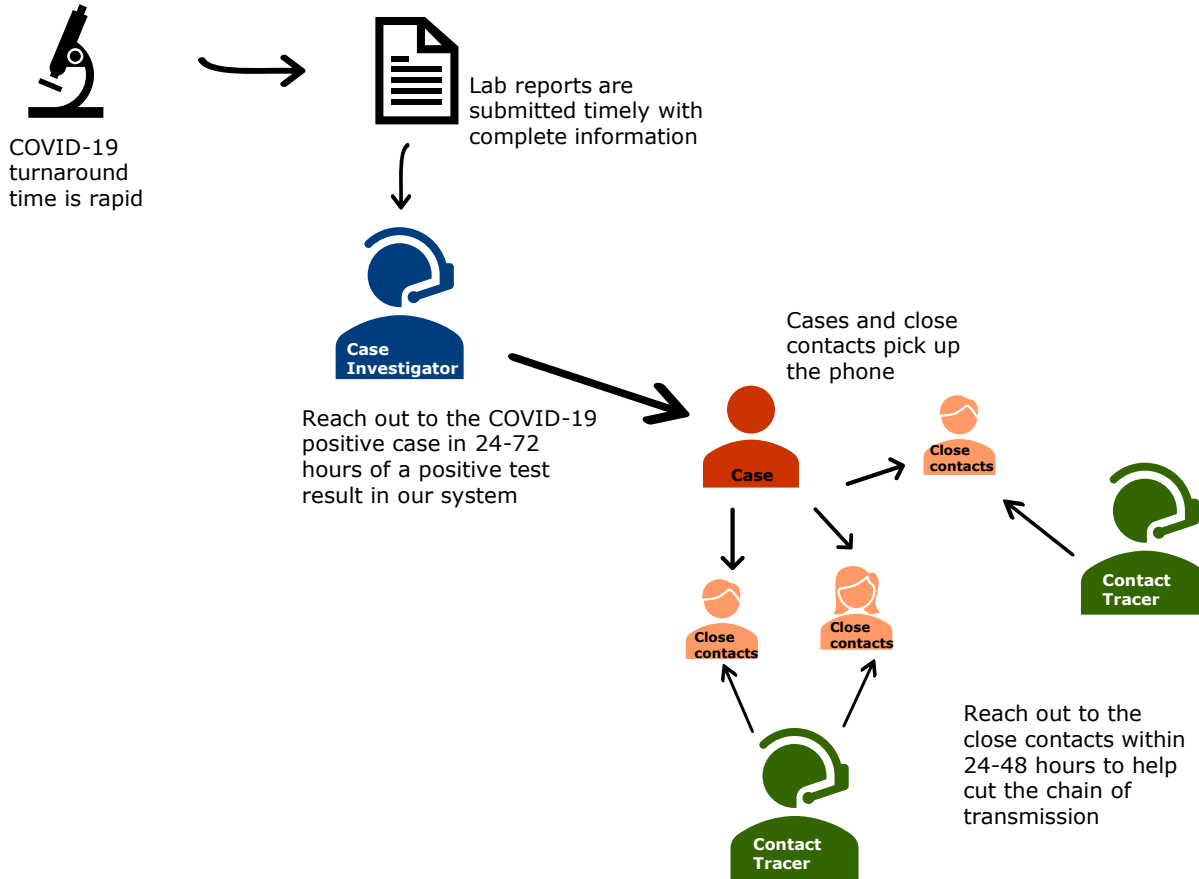 COVID-19
turnaround
time is rapid
Lab reports are
submitted timely with
complete information
Case
Investigator
Reach out to the COVID-19
positive case in 24-72
hours of a positive test
result in our system
Cases and close
contacts pick up
the phone
Case
Close
contacts
Close
contacts
Close
contacts
Contact
Tracer
Reach out to the
close contacts within
24-48 hours to help
cut the chain of
transmission
Contact
Tracer